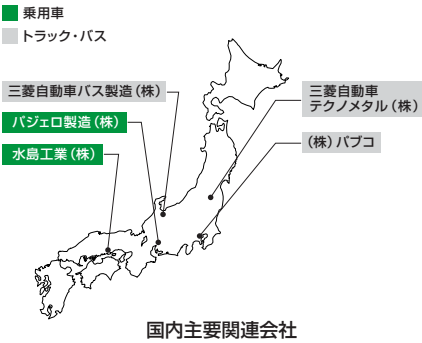 乗用車
トラック・バス
三菱自動車バス製造（株）
パジェロ製造（株）
水島工業（株）
三菱自動車
テクノメタル（株）
（株）パブコ
国内主要関連会社